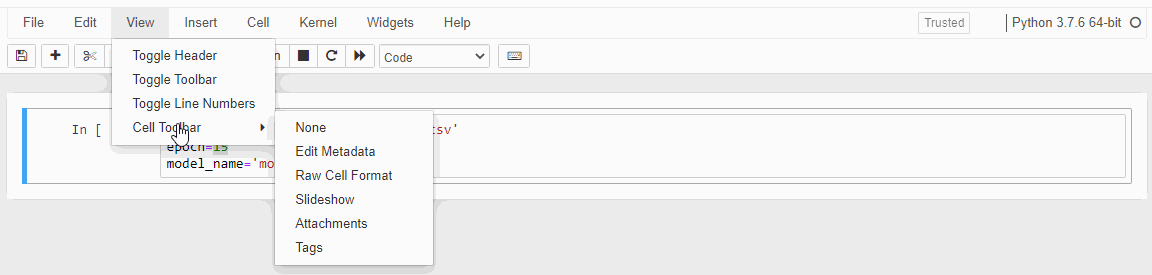 File Edit View Insert Cell Kernel Widgets Help Trusted Python 3.7.6 64-bit
Code
Toggle Header
Toggle Toolbar
Toggle Line Numbers
Cell Toolbar
None
Edit Metadata
Raw Cell Format
Slideshow
Attachments
Tags
In [
tsv'
epoch=15
model_name='mo